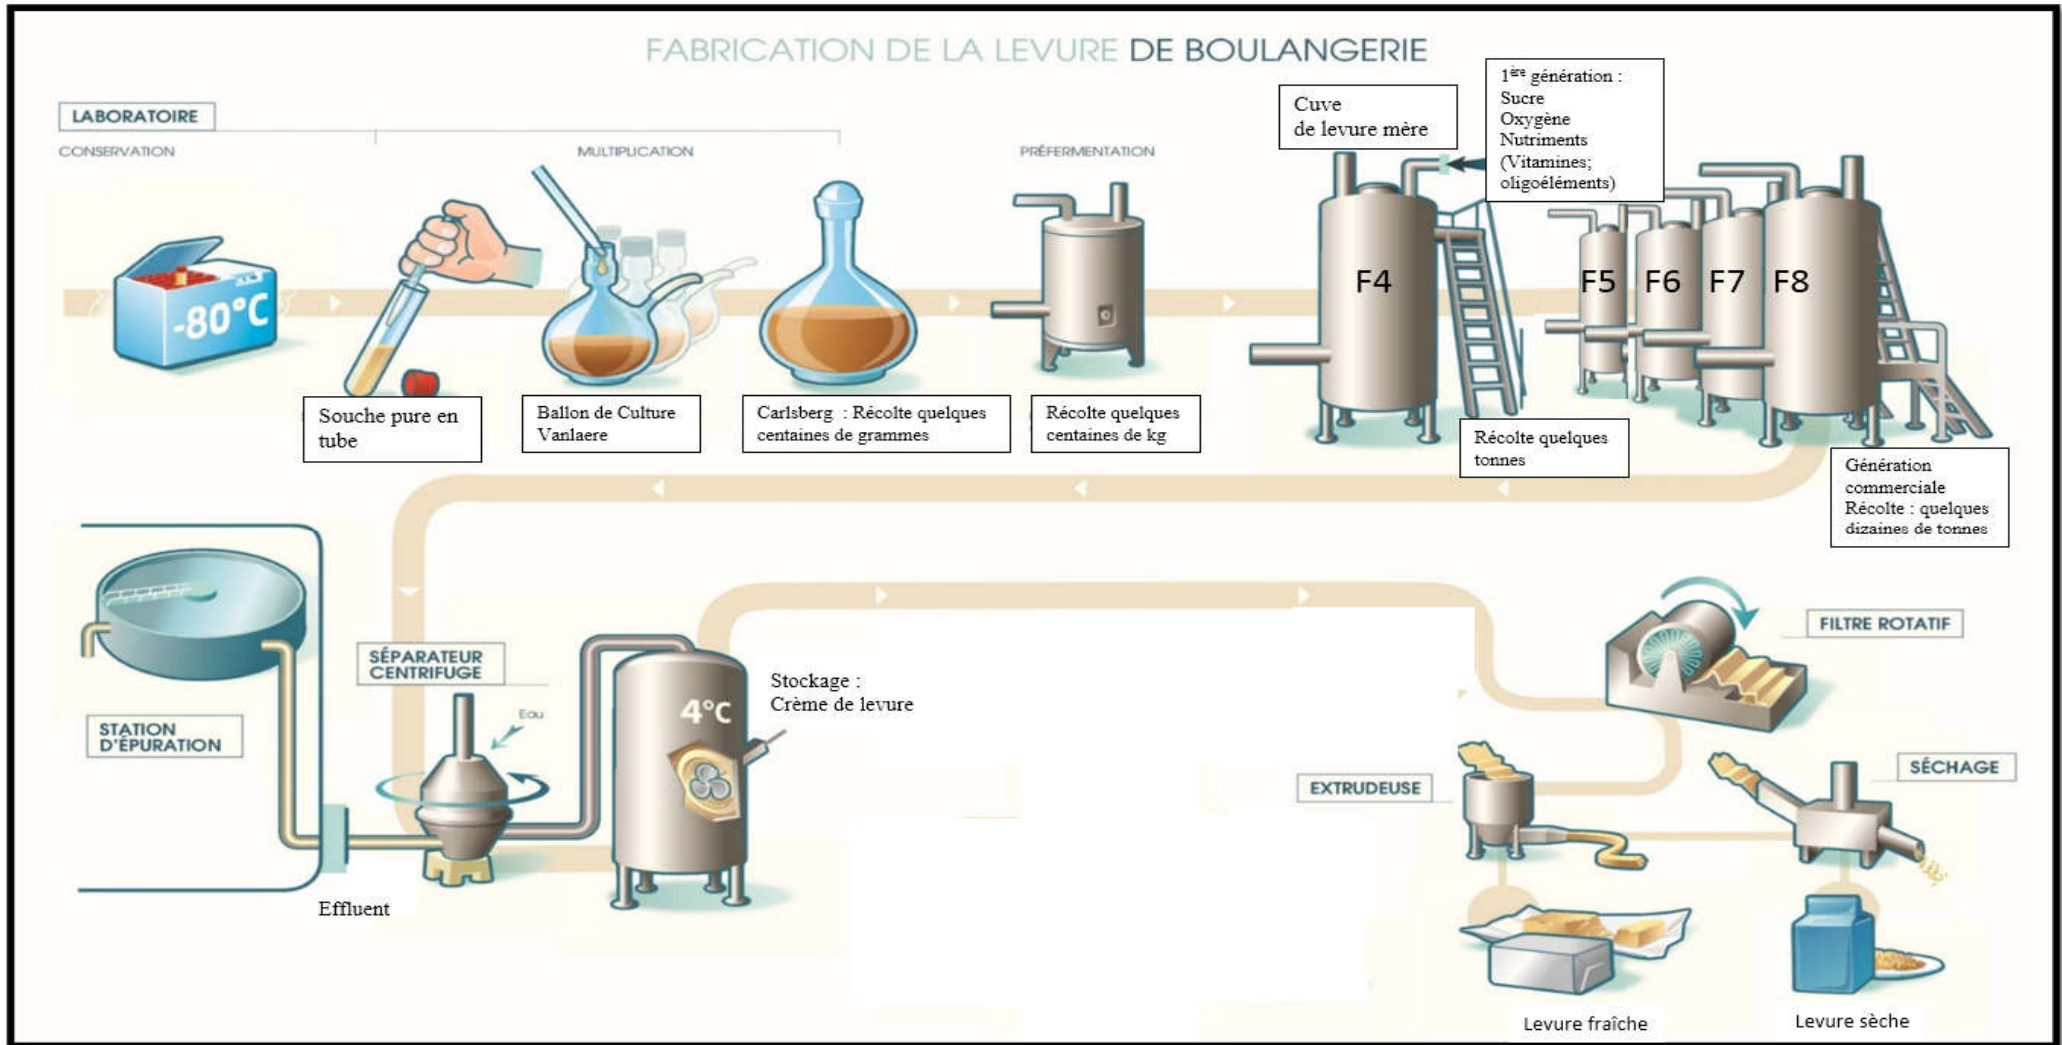 FABRICATION DE LA LEVURE DE BOULANGERIE
LABORATOIRE
CONSERVATION
MULTIPLICATION
PRÉFERMENTATION
Cuve
de levure mère
1ère génération :
Sucre
Oxygène
Nutriments
(Vitamines;
oligoéléments)
-80°C
F4
F5
F6
F7
F8
Souche pure en
tube
Ballon de Culture
Vanlaere
Carlsberg : Récolte quelques
centaines de grammes
Récolte quelques
centaines de kg
Récolte quelques
tonnes
Génération
commerciale
Récolte : quelques
dizaines de tonnes
STATION
D'ÉPURATION
SÉPARATEUR
CENTRIFUGE
Eau
4°C
Stockage :
Crème de levure
Effluent
FILTRE ROTATIF
EXTRUDEUSE
SÉCHAGE
Levure fraîche
Levure sèche